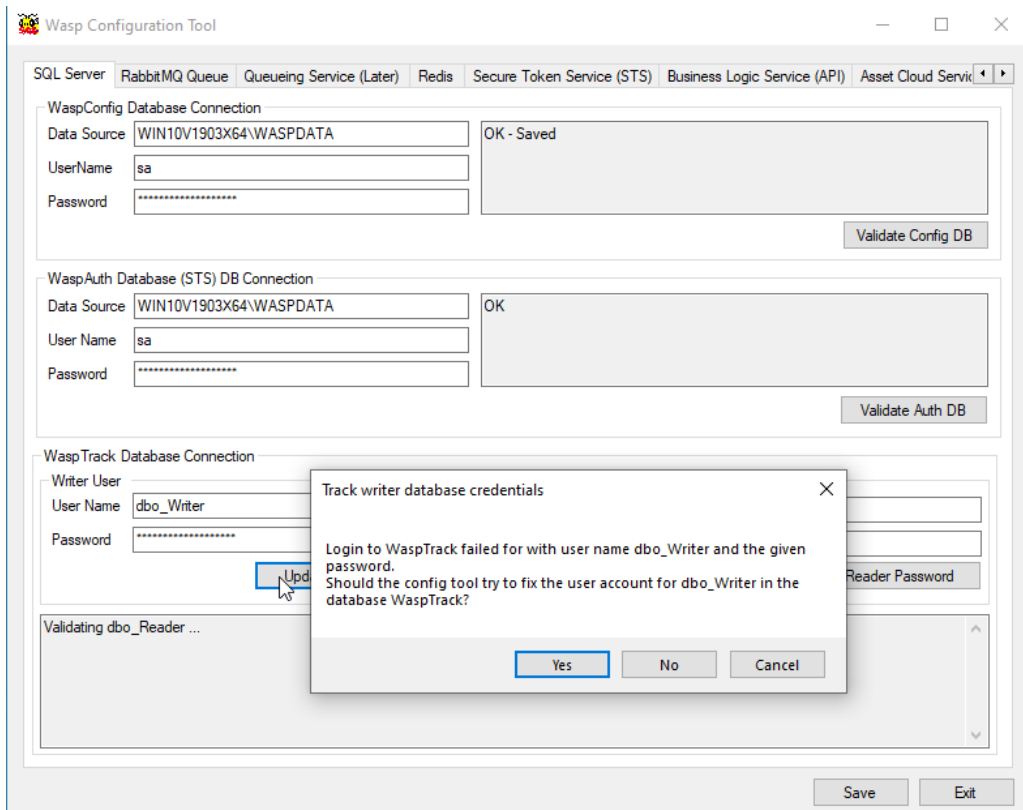 Wasp Configuration Tool
SQL Server RabbitMQ Queue Queueing Service (Later) Redis Secure Token Service (STS) Business Logic Service (API) Asset Cloud
WaspConfig Database Connection
Data Source WIN10V1903X64\WASPDATA OK - Saved
UserName sa
Password *******************
Validate Config DB
WaspAuth Database (STS) DB Connection
Data Source WIN10V1903X64\WASPDATA OK
User Name sa
Password *******************
Validate Auth DB
WaspTrack Database Connection
Writer User
User Name dbo_Writer
Password *******************
Reader Password
Validating dbo_Reader ...
Track writer database credentials
Login to WaspTrack failed for with user name dbo_Writer and the given
password.
Should the config tool try to fix the user account for dbo_Writer in the
database WaspTrack?
Yes No Cancel
Save Exit